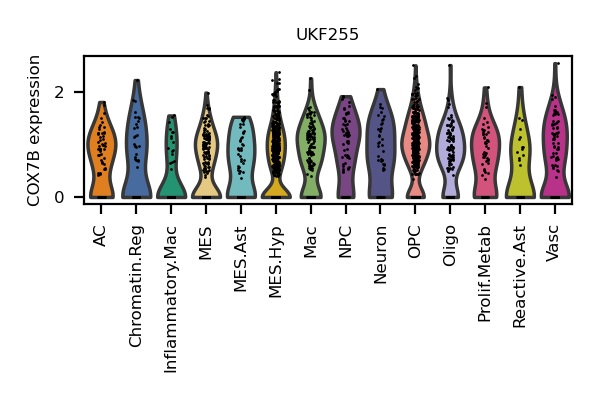 UKF255
COX7B expression
2
0
AC
Chromatin.Reg
Inflammatory.Mac
MES
MES.Ast
MES.Hyp
Mac
NPC
Neuron
OPC
Oligo
Prolif.Metab
Reactive.Ast
Vasc